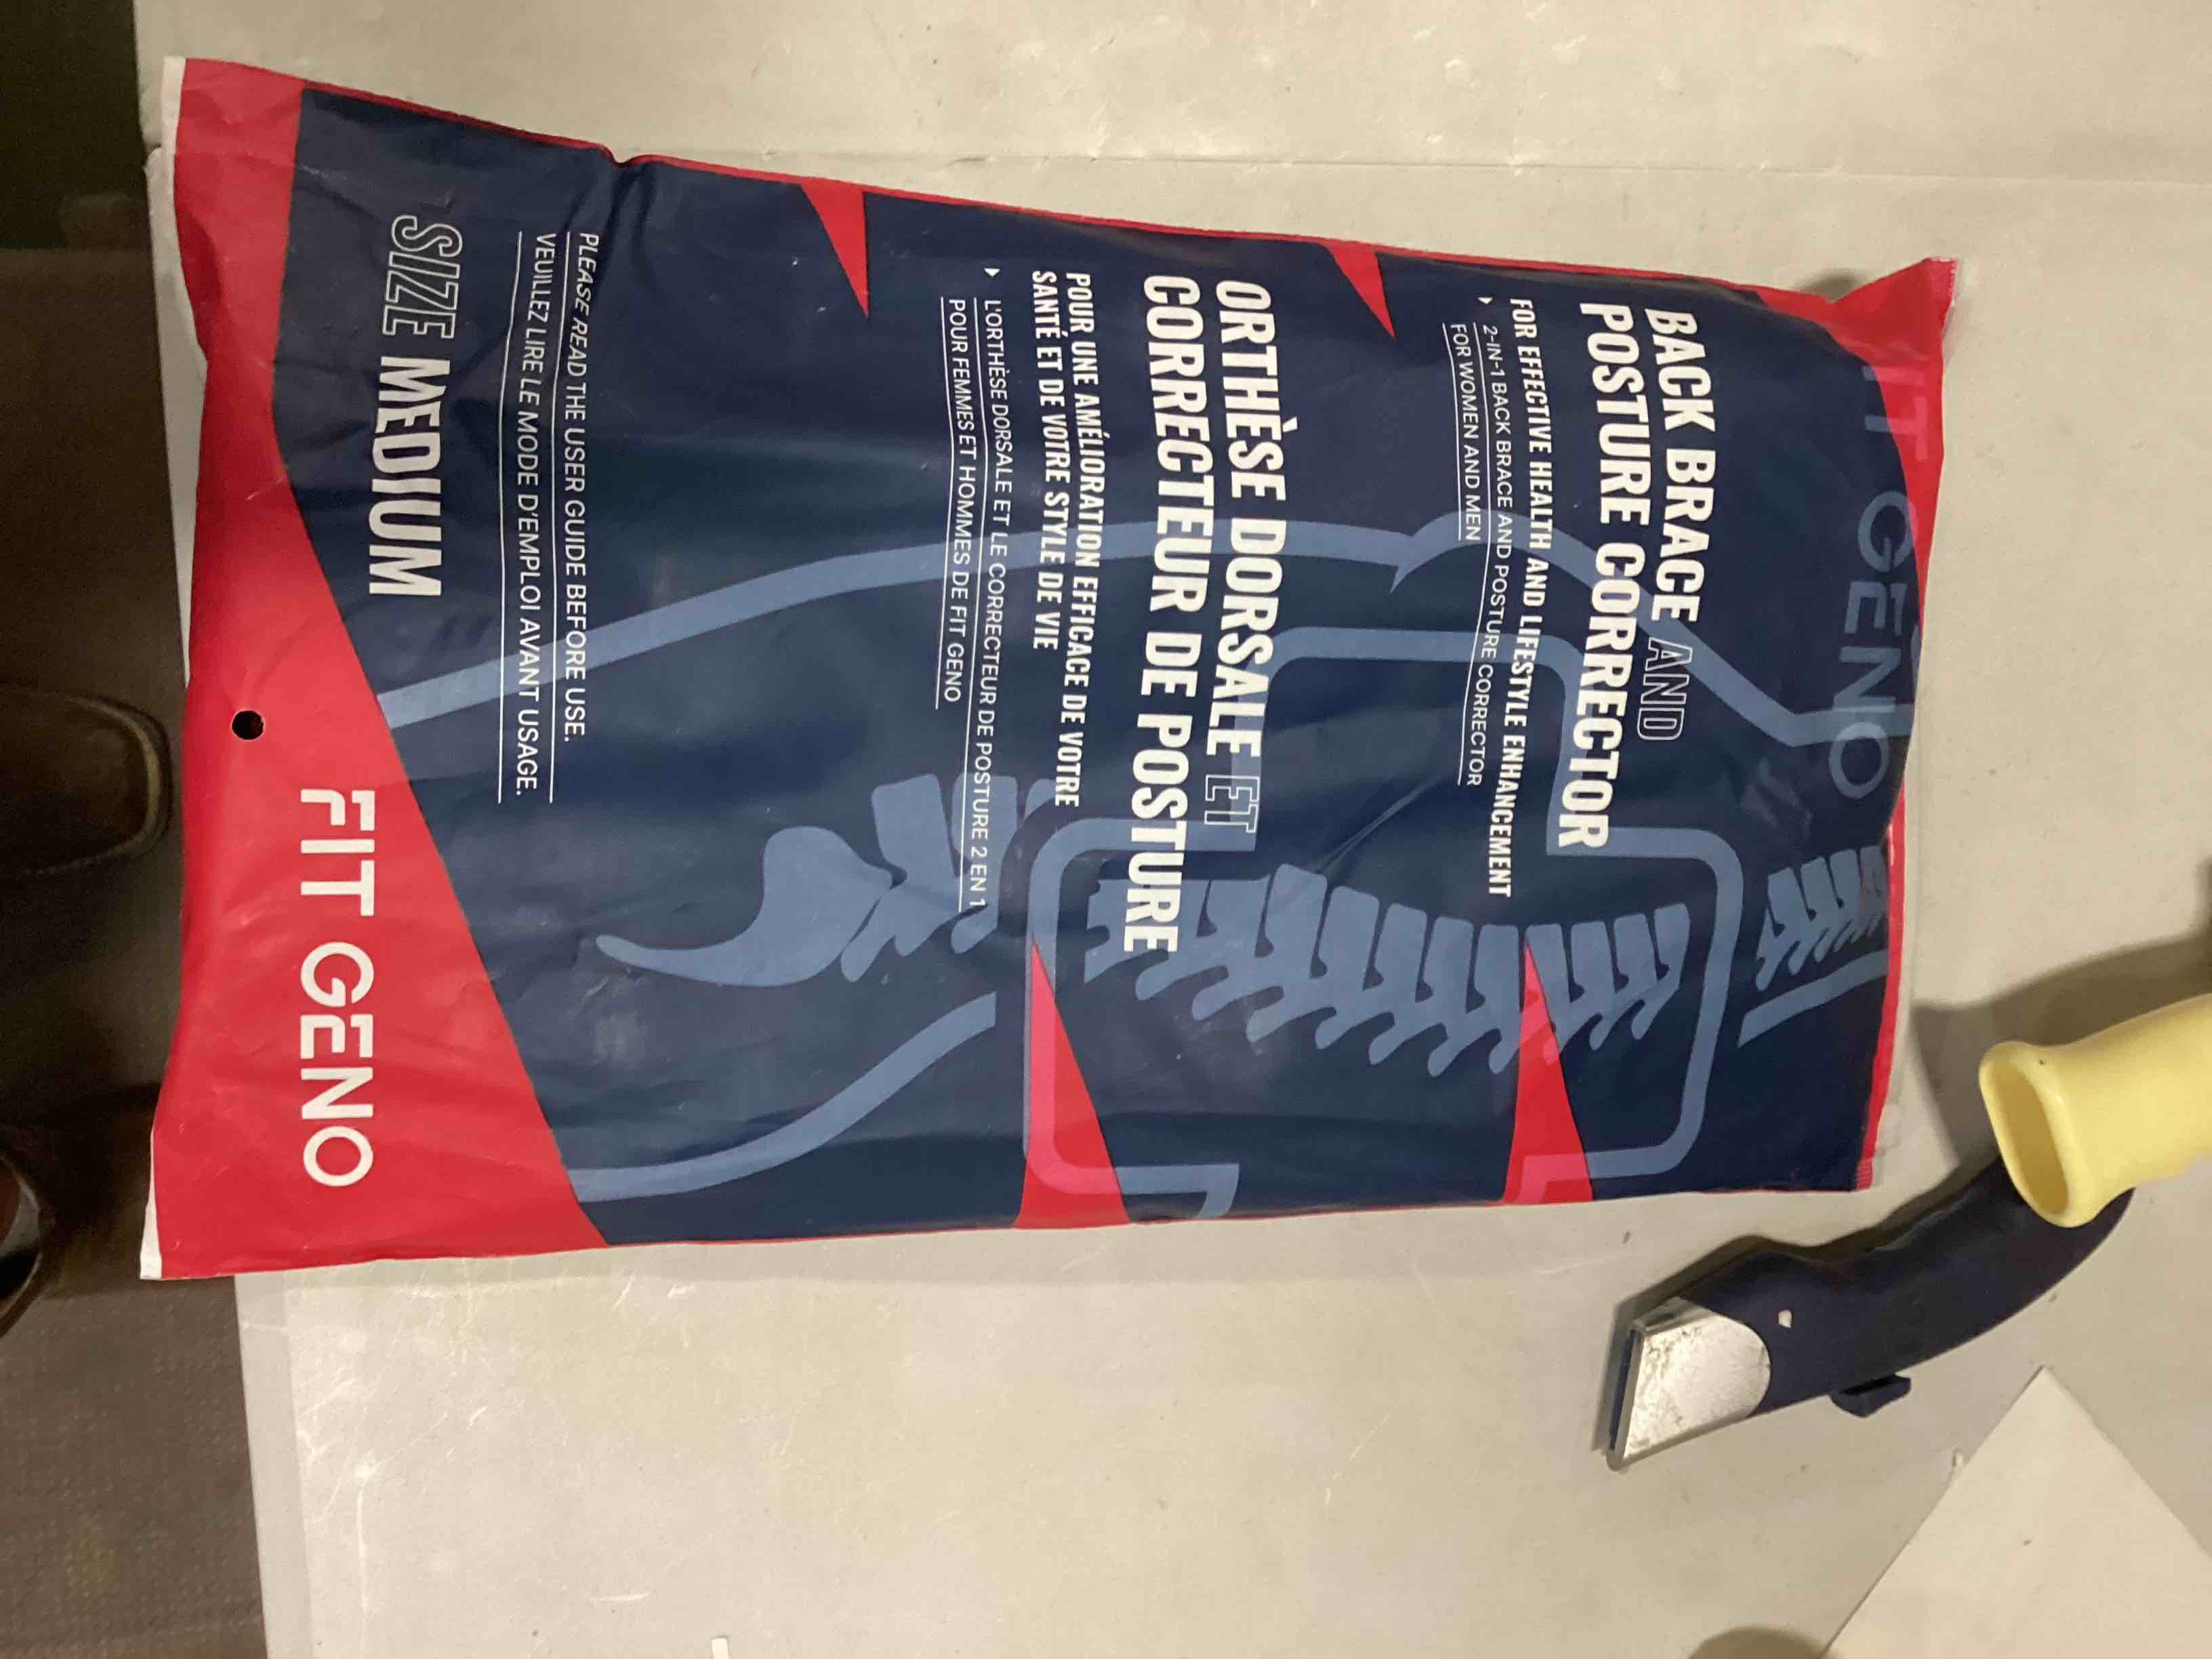 FIT GENO
BACK BRACE AND
POSTURE CORRECTOR
FOR EFFECTIVE HEALTH AND LIFESTYLE ENHANCEMENT
2-IN-1 BACK BRACE AND POSTURE CORRECTOR
FOR WOMEN AND MEN
ORTHÈSE DORSALE ET
CORRECTEUR DE POSTURE
POUR UNE AMÉLIORATION EFFICACE DE VOTRE
SANTÉ ET DE VOTRE STYLE DE VIE
L'ORTHÈSE DORSALE ET LE CORRECTEUR DE POSTURE 2 EN 1
POUR FEMMES ET HOMMES DE FIT GENO
PLEASE READ THE USER GUIDE BEFORE USE.
VEUILLEZ LIRE LE MODE D'EMPLOI AVANT USAGE.
SIZE MEDIUM
FIT GENO